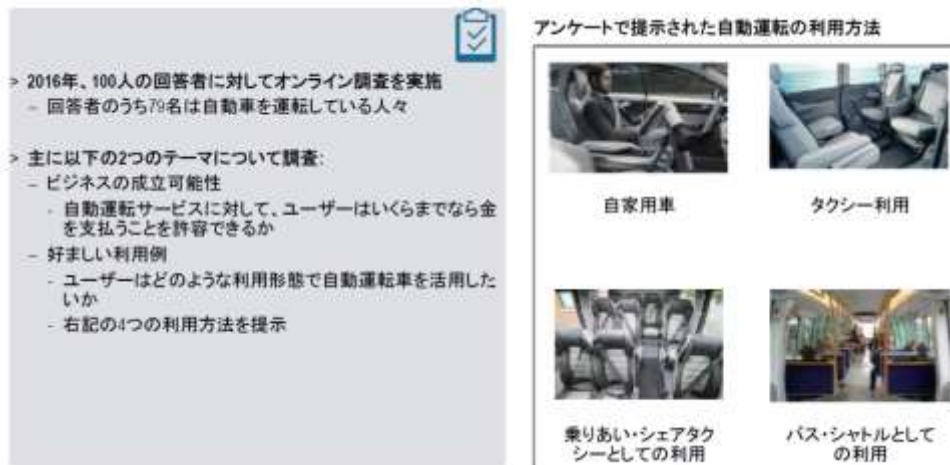 > 2016年、100人の回答者に対してオンライン調査を実施
– 回答者のうち79名は自動車を運転している人々
> 主に以下の2つのテーマについて調査:
– ビジネスの成立可能性
- 自動運転サービスに対して、ユーザーはいくらまでなら金
を支払うことを許容できるか
– 好ましい利用例
- ユーザーはどのような利用形態で自動運転車を活用した
いか
- 右記の4つの利用方法を提示
アンケートで提示された自動運転の利用方法
自家用車
タクシー利用
乗りあい・シェアタク
シーとしての利用
バス・シャトルとして
の利用